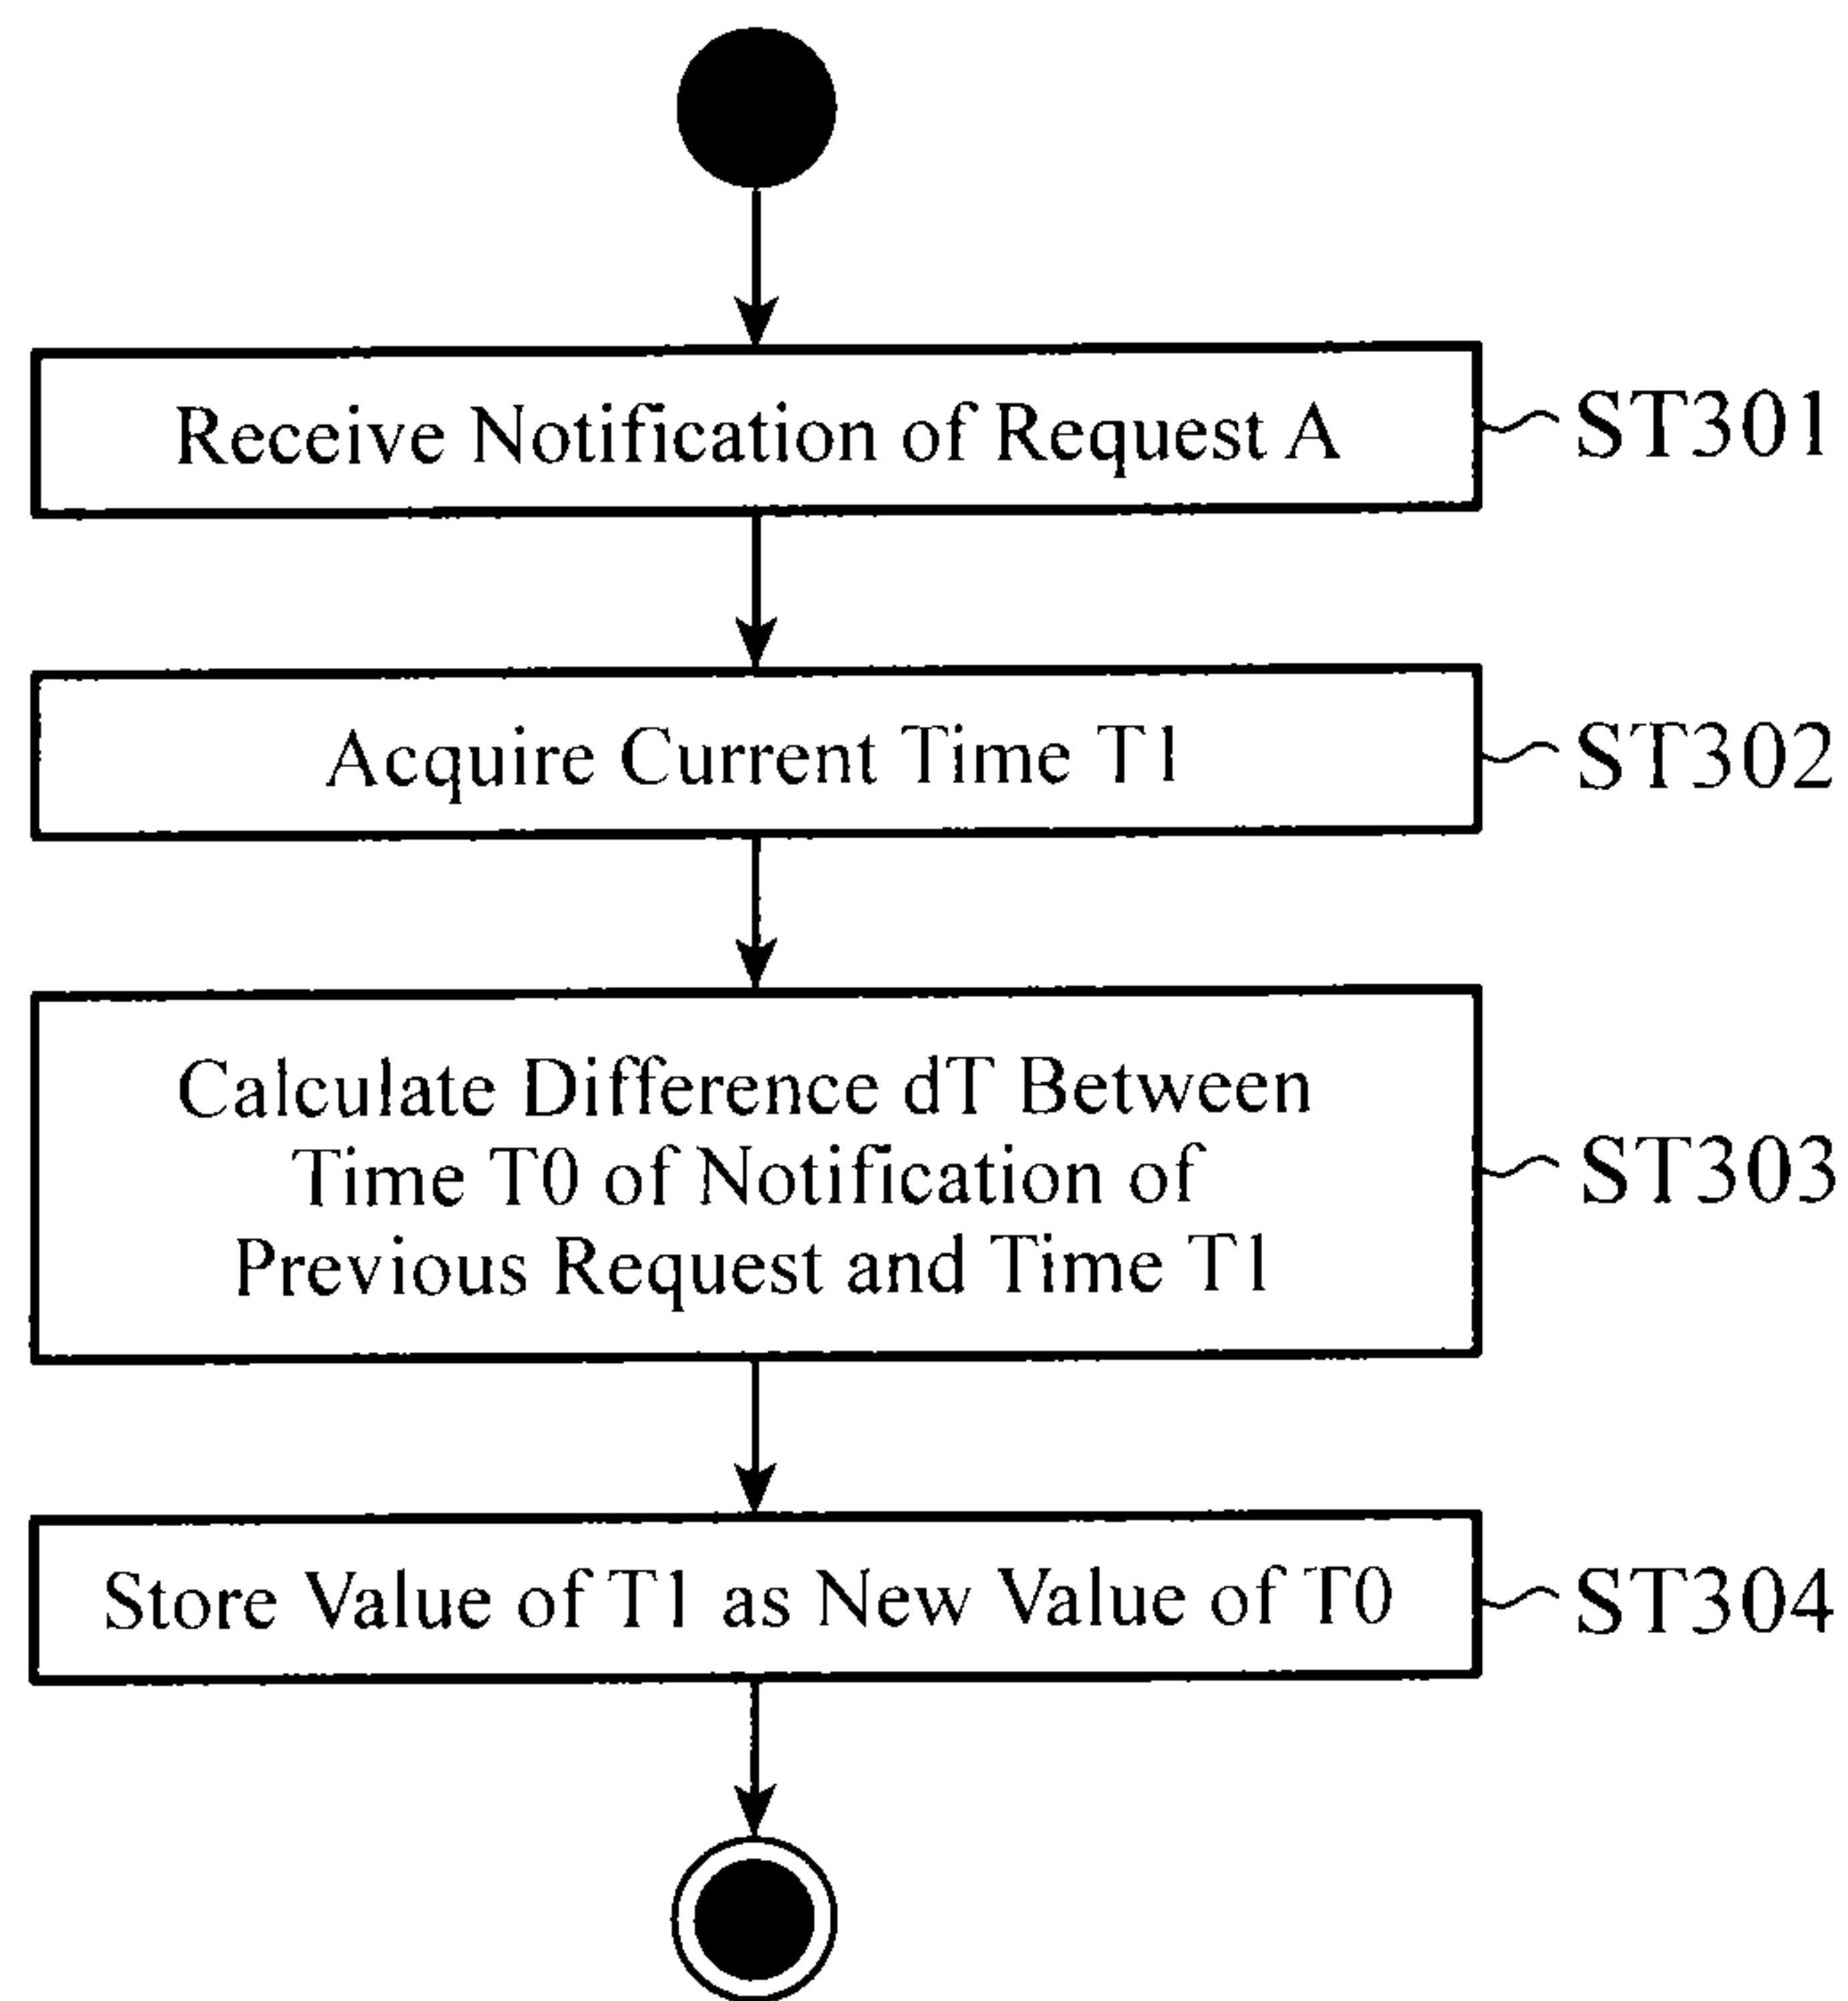 Receive Notification of Request A
ST301
Acquire Current Time T1
ST302
Calculate Difference dT Between
Time T0 of Notification of
Previous Request and Time T1
ST303
Store Value of T1 as New Value of T0
ST304